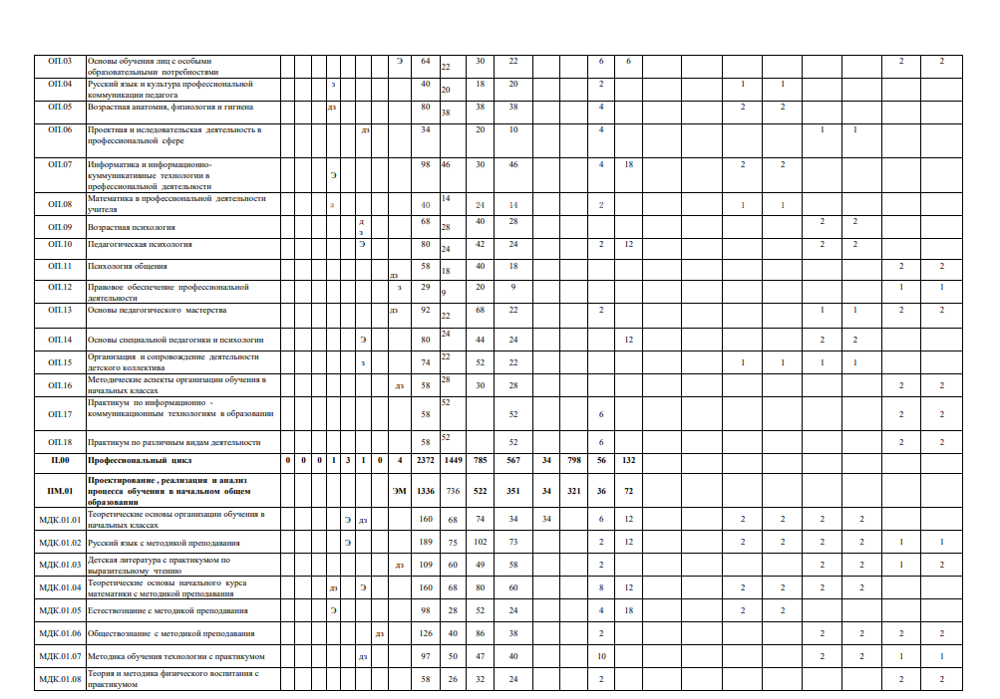 ОП.03 Основы обучения лиц с особыми Э 64 22 30 22 6 6 2 2
образовательными потребностями
ОП.04 Русский язык и культура профессиональной з 40 20 18 20 2 1 1
коммуникации педагога
ОП.05 Возрастная анатомия, физиология и гигиена дз 80 38 38 38 4 2 2
ОП.06 Проектная и иследовательская деятельность в дз 34 20 10 4 1 1
профессиональной сфере
ОП.07 Информатика и информационно- 98 46 30 46 4 18 2 2
куммуникативные технологии в Э
прфессиональной деятельности
ОП.08 Математика в профессиональной деятельности з 40 14 24 14 2 1 1
учителя
ОП.09 Возрастная психология д з 68 28 40 28 2 2
ОП.10 Педагогическая психология Э 80 24 42 24 2 12 2 2
ОП.11 Психология общения дз 58 18 40 18 2 2
ОП.12 Правовое обеспечение профессиональной з 29 9 20 9 1 1
деятельности
ОП.13 Основы педагогического мастерства дз 92 22 68 22 2 1 1 2 2
ОП.14 Основы специальной педагогики и психологии Э 80 24 44 24 12 2 2
ОП.15 Организация и сопровождение деятельности з 74 22 52 22 1 1 1 1
детского коллектива
ОП.16 Методические аспекты организации обучения в дз 58 28 30 28 2 2
начальных классах
ОП.17 Практикум по информационно - 58 52 52 6 2 2
коммуникационным технологиям в образовании
ОП.18 Практикум по различным видам деятельности 58 52 52 6 2 2
П.00 Профессиональный цикл 0 0 0 1 3 1 0 4 2372 1449 785 567 34 798 56 132
ПМ.01 Проектирование , реализация и анализ
процесса обучения в начальном общем ЭМ 1336 736 522 351 34 321 36 72
образовании
МДК.01.01 Теоретические основы организации обучения в Э дз 160 68 74 34 34 6 12 2 2 2 2
начальных классах
МДК.01.02 Русский язык с методикой преподавания Э 189 75 102 73 2 12 2 2 2 2 1 1
МДК.01.03 Детская литература с практикумом по дз 109 60 49 58 2 2 2 1 2
выразительному чтению
МДК.01.04 Теоретические основы начального курса дз Э 160 68 80 60 8 12 2 2 2 2
математики с методикой преподавания
МДК.01.05 Естествознание с методикой преподавания Э 98 28 52 24 4 18 2 2
МДК.01.06 Обществознание с методикой преподавания дз 126 40 86 38 2 2 2 2 2
МДК.01.07 Методика обучения технологии с практикумом дз 97 50 47 40 10 2 2 1 1
МДК.01.08 Теория и методика физического воспитания с 58 26 32 24 2 2 2
практикумом